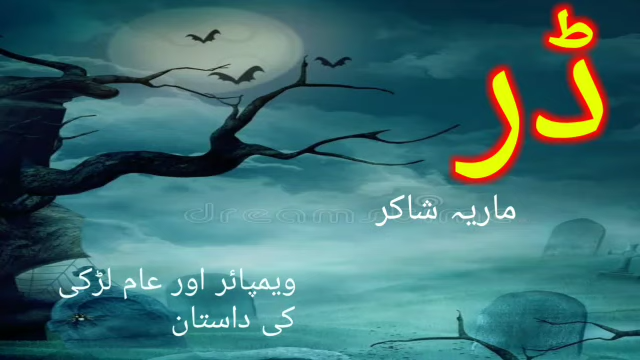 ڈر
ماریہ شاکر
ویمپائر اور عام لڑکی
کی داستان